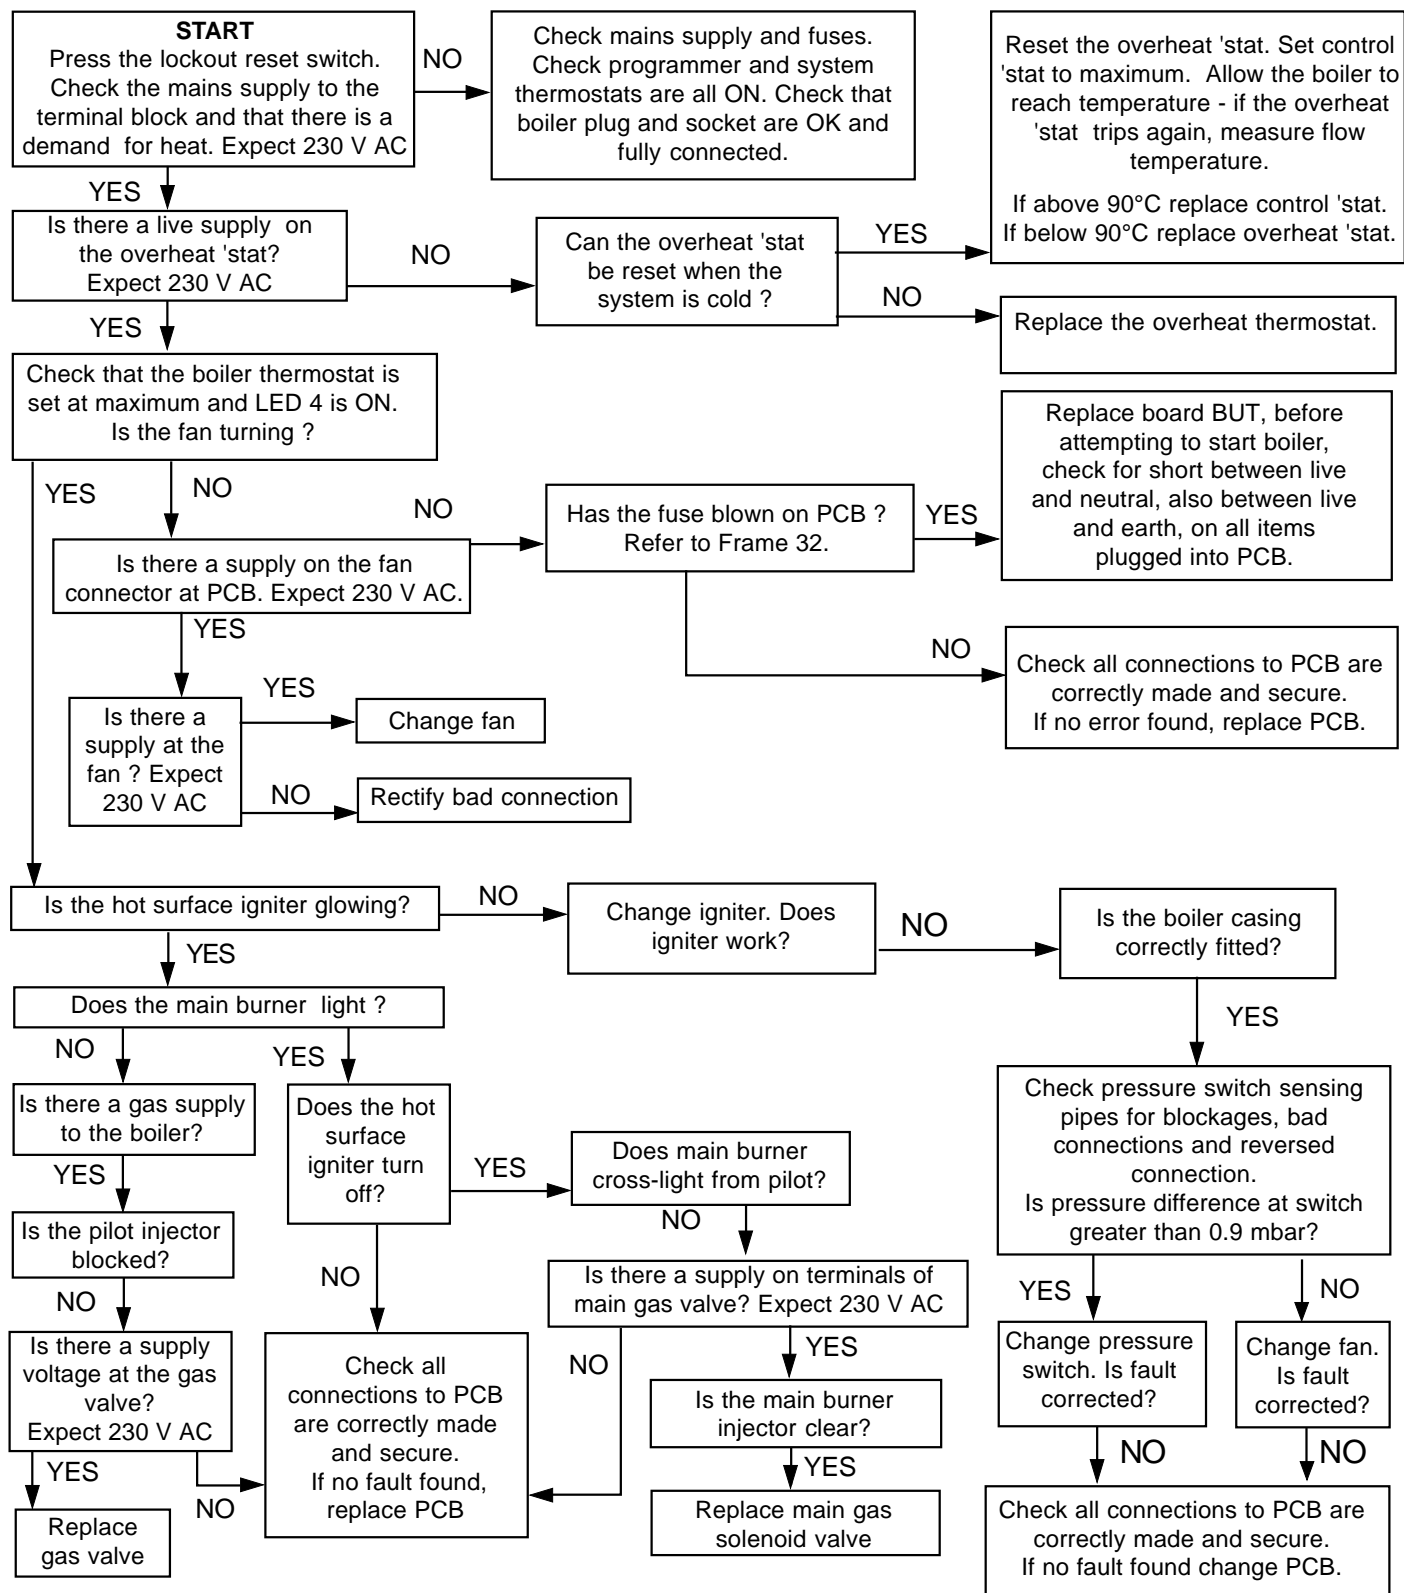 START
Press the lockout reset switch.
Check the mains supply to the
terminal block and that there is a
demand for heat. Expect 230 V AC
NO
Check mains supply and fuses.
Check programmer and system
thermostats are all ON. Check that
boiler plug and socket are OK and
fully connected.
Reset the overheat 'stat. Set control
'stat to maximum. Allow the boiler to
reach temperature - if the overheat
'stat trips again, measure flow
temperature.
If above 90°C replace control 'stat.
If below 90°C replace overheat 'stat.
YES
Is there a live supply on
the overheat 'stat?
Expect 230 V AC
NO
Can the overheat 'stat
be reset when the
system is cold ?
YES
NO
Replace the overheat thermostat.
YES
Check that the boiler thermostat is
set at maximum and LED 4 is ON.
Is the fan turning ?
YES
NO
Is there a supply on the fan
connector at PCB. Expect 230 V AC.
NO
Has the fuse blown on PCB ?
Refer to Frame 32.
YES
Replace board BUT, before
attempting to start boiler,
check for short between live
and neutral, also between live
and earth, on all items
plugged into PCB.
NO
Check all connections to PCB are
correctly made and secure.
If no error found, replace PCB.
YES
Is there a
supply at the
fan ? Expect
230 V AC
YES
Change fan
NO
Rectify bad connection
Is the hot surface igniter glowing?
NO
Change igniter. Does
igniter work?
NO
Is the boiler casing
correctly fitted?
YES
Does the main burner light ?
YES
NO
Is there a gas supply
to the boiler?
YES
Is the pilot injector
blocked?
NO
Is there a supply
voltage at the gas
valve?
Expect 230 V AC
YES
Replace
gas valve
NO
YES
Does the hot
surface
igniter turn
off?
YES
Does main burner
cross-light from pilot?
NO
NO
Is there a supply on terminals of
main gas valve? Expect 230 V AC
NO
Check all
connections to PCB
are correctly made
and secure.
If no fault found,
replace PCB
YES
Is the main burner
injector clear?
YES
Replace main gas
solenoid valve
Check pressure switch sensing
pipes for blockages, bad
connections and reversed
connection.
Is pressure difference at switch
greater than 0.9 mbar?
YES
NO
Change pressure
switch. Is fault
corrected?
Change fan.
Is fault
corrected?
NO
NO
Check all connections to PCB are
correctly made and secure.
If no fault found change PCB.